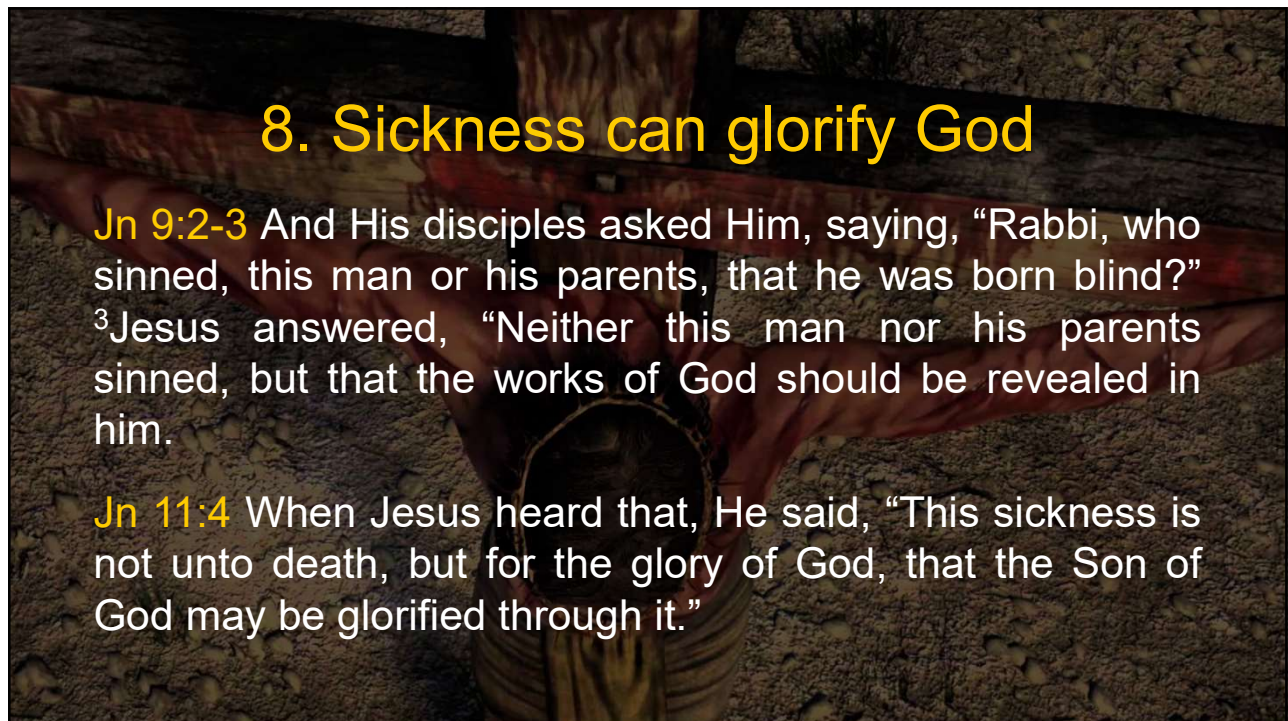 8. Sickness can glorify God
Jn 9:2-3 And His disciples asked Him, saying, “Rabbi, who
sinned, this man or his parents, that he was born blind?”
³Jesus answered, “Neither this man nor his parents
sinned, but that the works of God should be revealed in
him.
Jn 11:4 When Jesus heard that, He said, “This sickness is
not unto death, but for the glory of God, that the Son of
God may be glorified through it.”